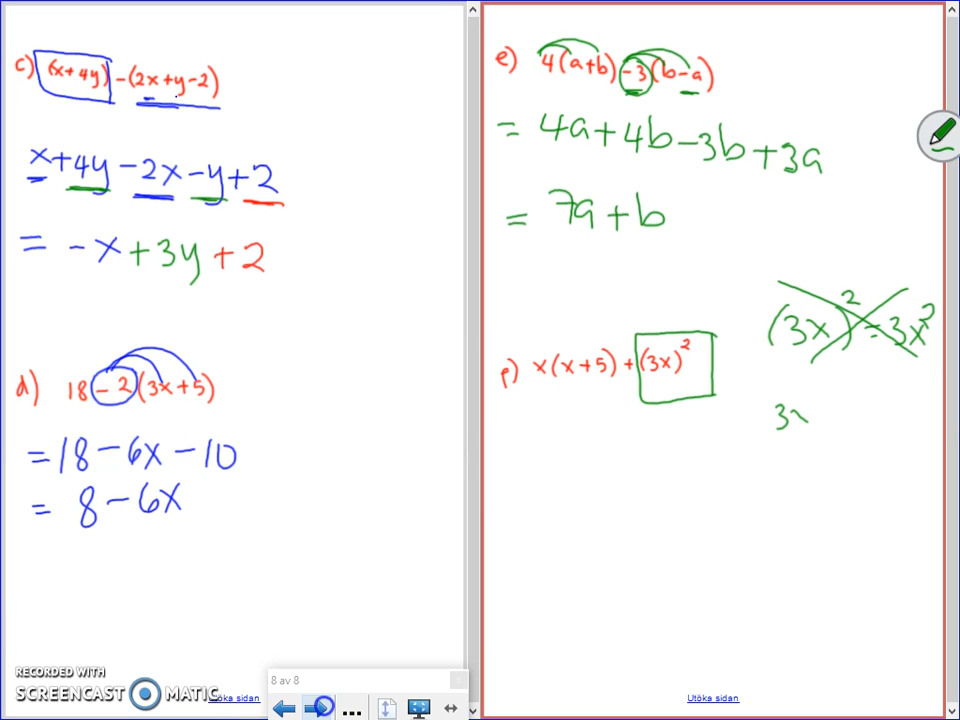 c) (x+4y) -(2x+y-2)
x+4y -2x -y+2
= -x +3y +2
d) 18-2(3x+5)
=18-6x-10
= 8-6x
RECORDED WITH
SCREENCAST MATIC
Utöka sidan
8 av 8
e) 4(a+b)-3(b-a)
= 4a+4b-3b+3a
= 7a+b
(3x)² = 3x²
f) x(x+5)+(3x)²
3x
Utöka sidan